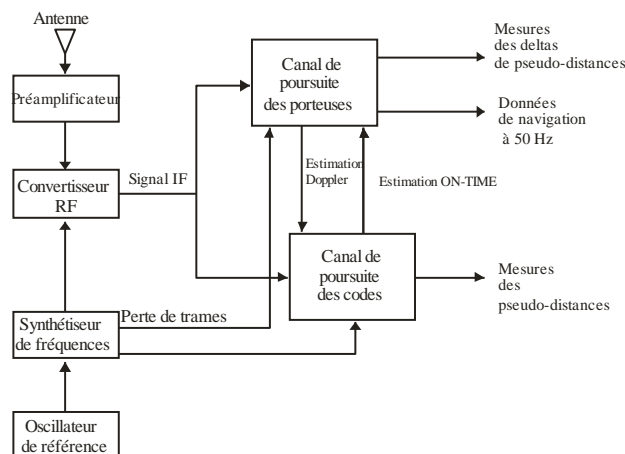 Antenne
Préamplificateur
Convertisseur
RF
Signal IF
Canal de
poursuite
des porteuses
Mesures
des deltas
de pseudo-distances
Données
de navigation
à 50 Hz
Estimation
Doppler
Estimation ON-TIME
Canal de
poursuite
des codes
Mesures
des
pseudo-distances
Perte de trames
Synthétiseur
de fréquences
Oscillateur
de référence